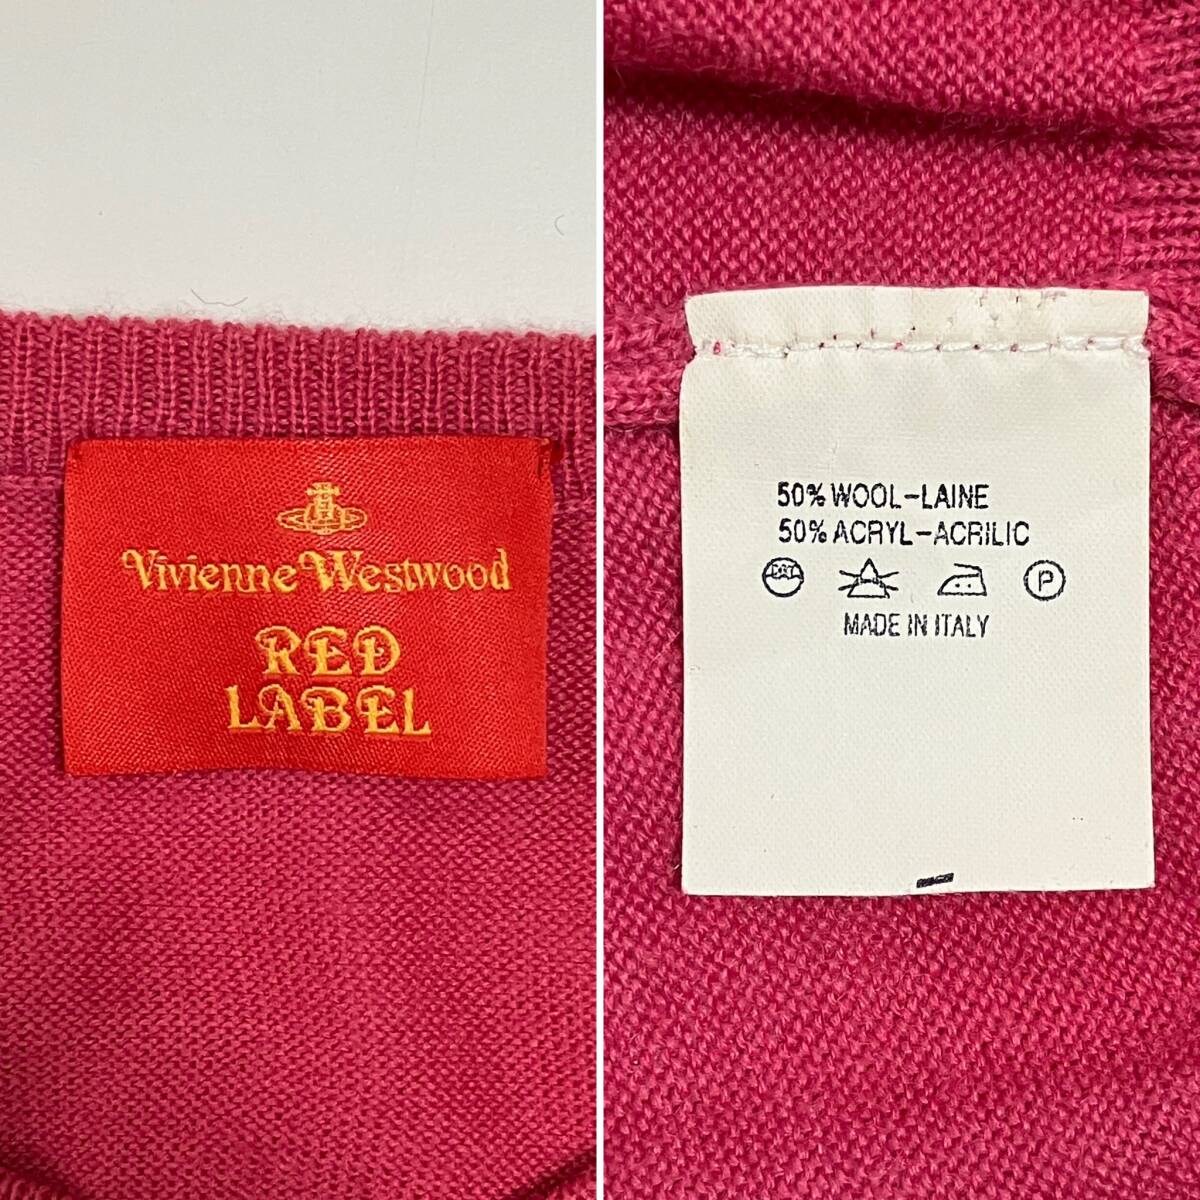 Vivienne Westwood
RED
LABEL
50% WOOL-LAINE
50% ACRYL-ACRILIC
P
MADE IN ITALY